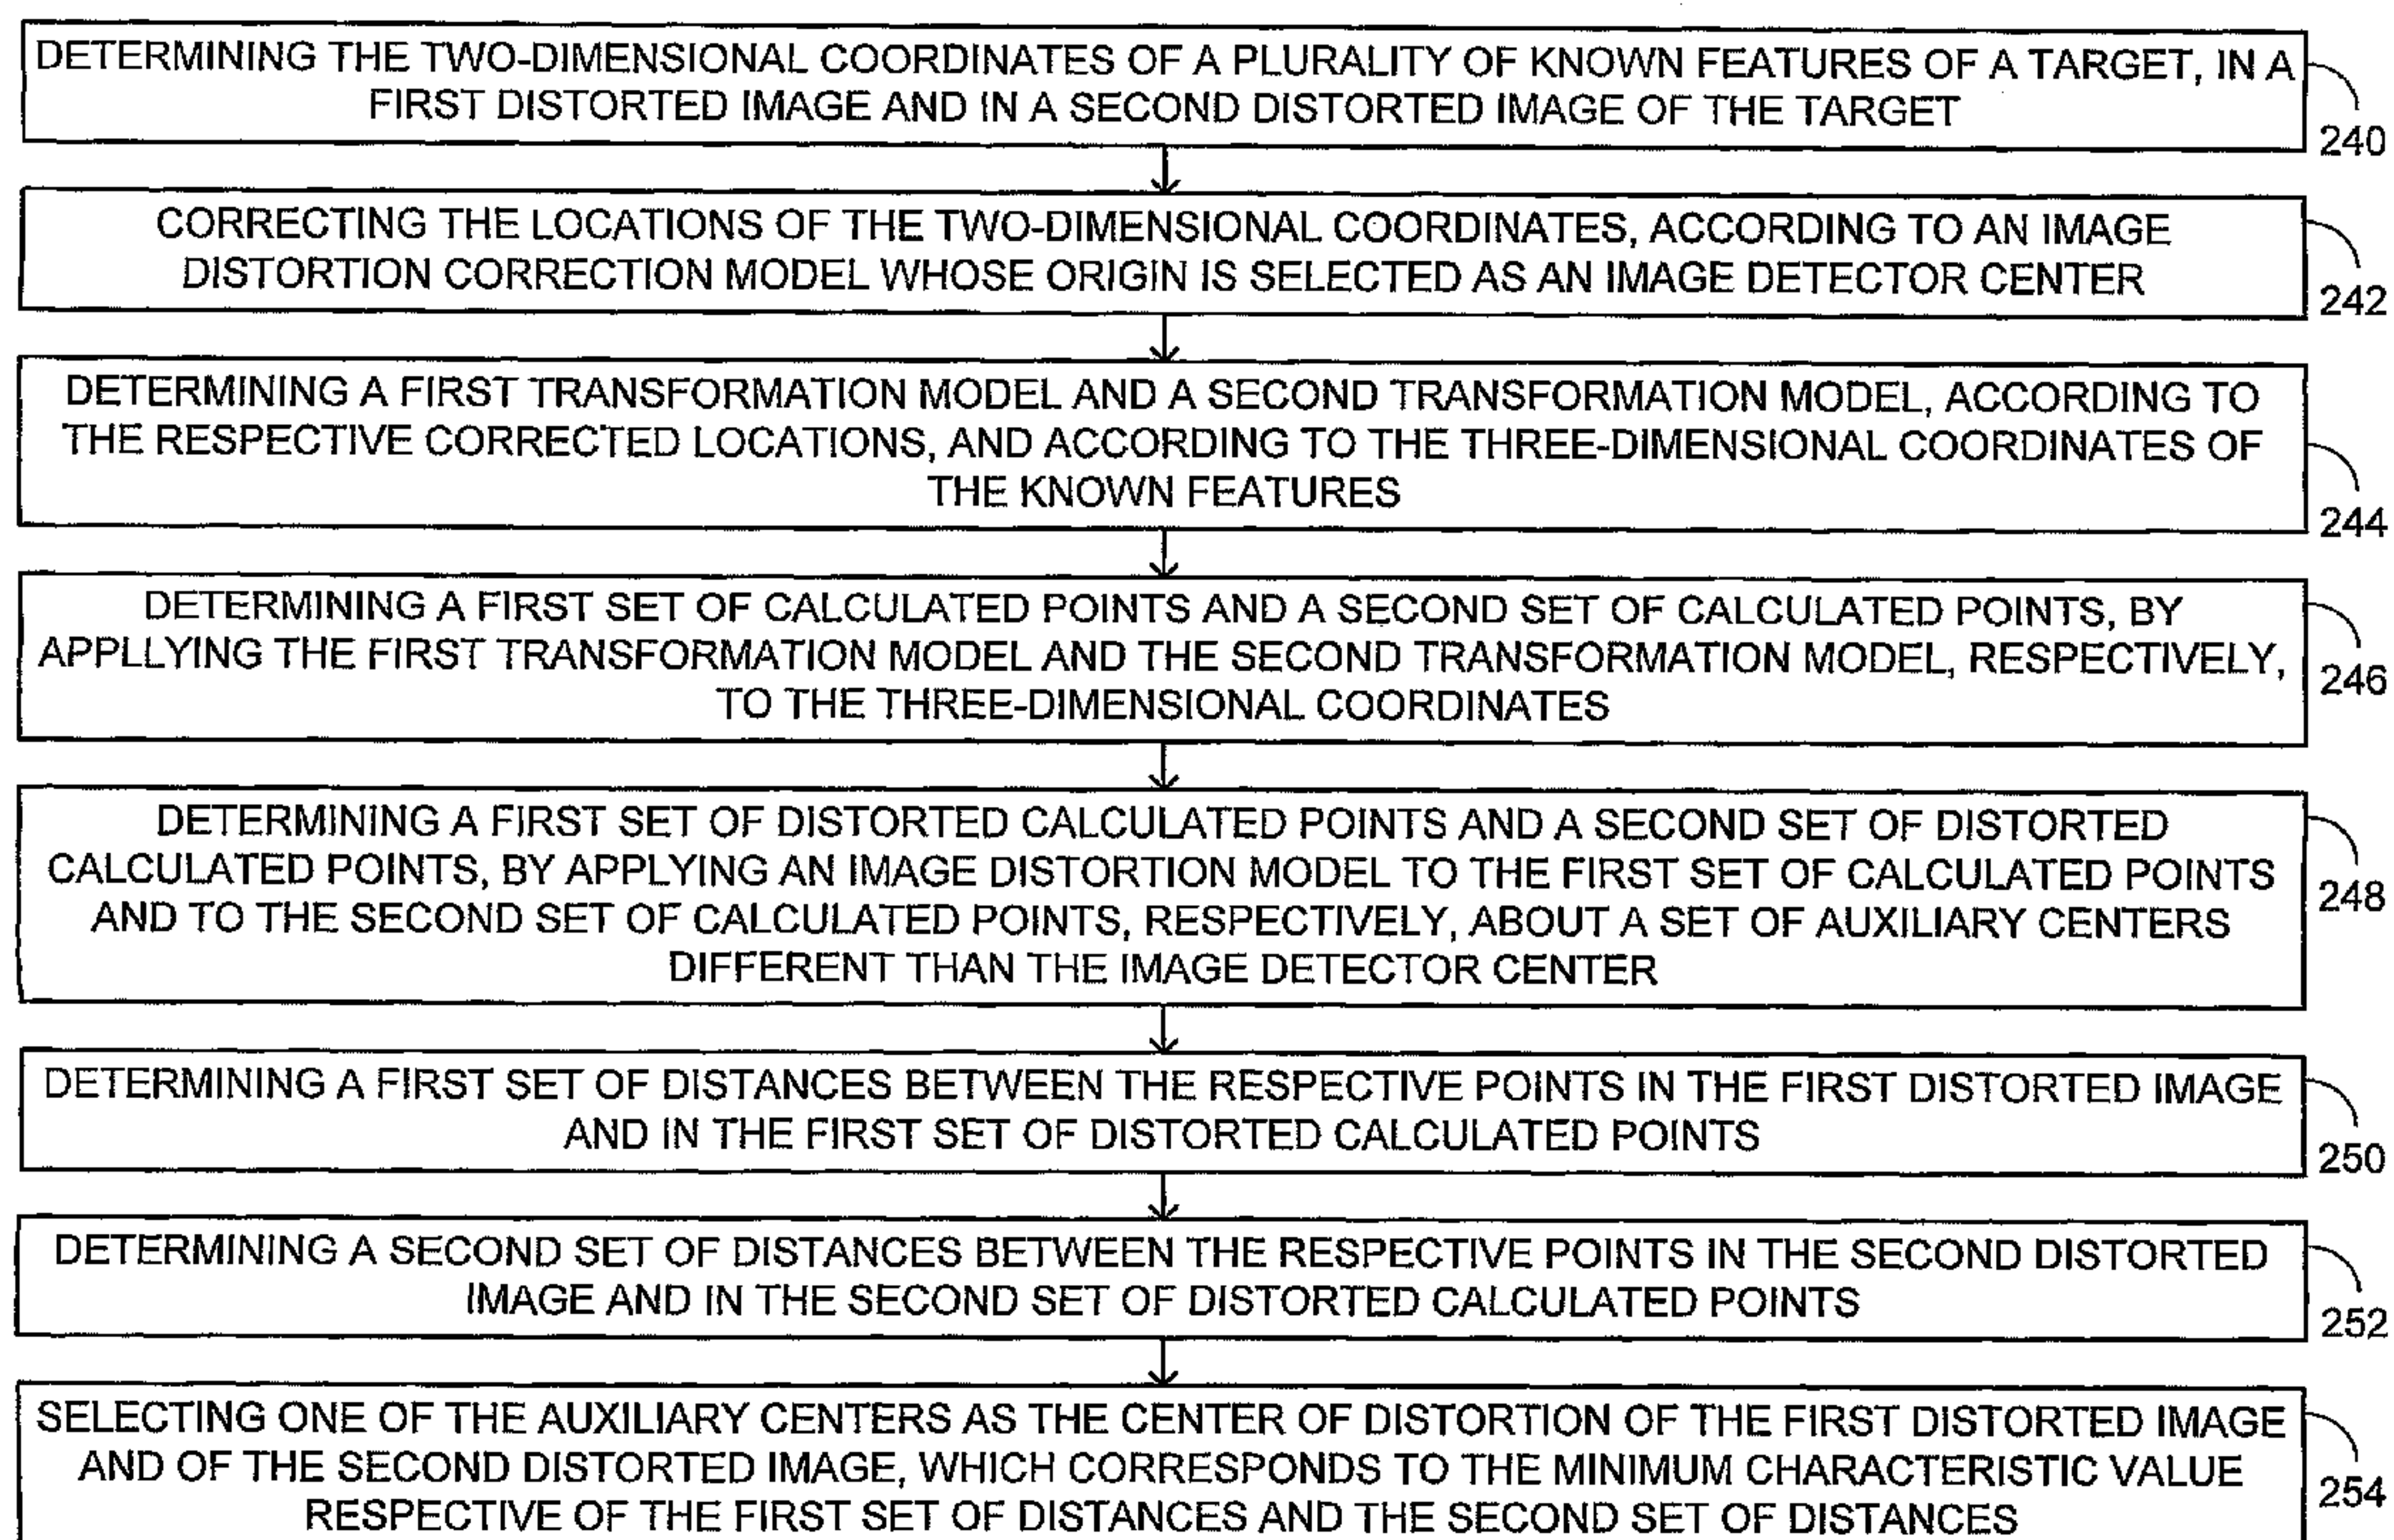 DETERMINING THE TWO-DIMENSIONAL COORDINATES OF A PLURALITY OF KNOWN FEATURES OF A TARGET, IN A
FIRST DISTORTED IMAGE AND IN A SECOND DISTORTED IMAGE OF THE TARGET
240
CORRECTING THE LOCATIONS OF THE TWO-DIMENSIONAL COORDINATES, ACCORDING TO AN IMAGE
DISTORTION CORRECTION MODEL WHOSE ORIGIN IS SELECTED AS AN IMAGE DETECTOR CENTER
242
DETERMINING A FIRST TRANSFORMATION MODEL AND A SECOND TRANSFORMATION MODEL, ACCORDING TO
THE RESPECTIVE CORRECTED LOCATIONS, AND ACCORDING TO THE THREE-DIMENSIONAL COORDINATES OF
THE KNOWN FEATURES
244
DETERMINING A FIRST SET OF CALCULATED POINTS AND A SECOND SET OF CALCULATED POINTS, BY
APPLLYING THE FIRST TRANSFORMATION MODEL AND THE SECOND TRANSFORMATION MODEL, RESPECTIVELY,
TO THE THREE-DIMENSIONAL COORDINATES
246
DETERMINING A FIRST SET OF DISTORTED CALCULATED POINTS AND A SECOND SET OF DISTORTED
CALCULATED POINTS, BY APPLYING AN IMAGE DISTORTION MODEL TO THE FIRST SET OF CALCULATED POINTS
AND TO THE SECOND SET OF CALCULATED POINTS, RESPECTIVELY, ABOUT A SET OF AUXILIARY CENTERS
DIFFERENT THAN THE IMAGE DETECTOR CENTER
248
DETERMINING A FIRST SET OF DISTANCES BETWEEN THE RESPECTIVE POINTS IN THE FIRST DISTORTED IMAGE
AND IN THE FIRST SET OF DISTORTED CALCULATED POINTS
250
DETERMINING A SECOND SET OF DISTANCES BETWEEN THE RESPECTIVE POINTS IN THE SECOND DISTORTED
IMAGE AND IN THE SECOND SET OF DISTORTED CALCULATED POINTS
252
SELECTING ONE OF THE AUXILIARY CENTERS AS THE CENTER OF DISTORTION OF THE FIRST DISTORTED IMAGE
AND OF THE SECOND DISTORTED IMAGE, WHICH CORRESPONDS TO THE MINIMUM CHARACTERISTIC VALUE
RESPECTIVE OF THE FIRST SET OF DISTANCES AND THE SECOND SET OF DISTANCES
254